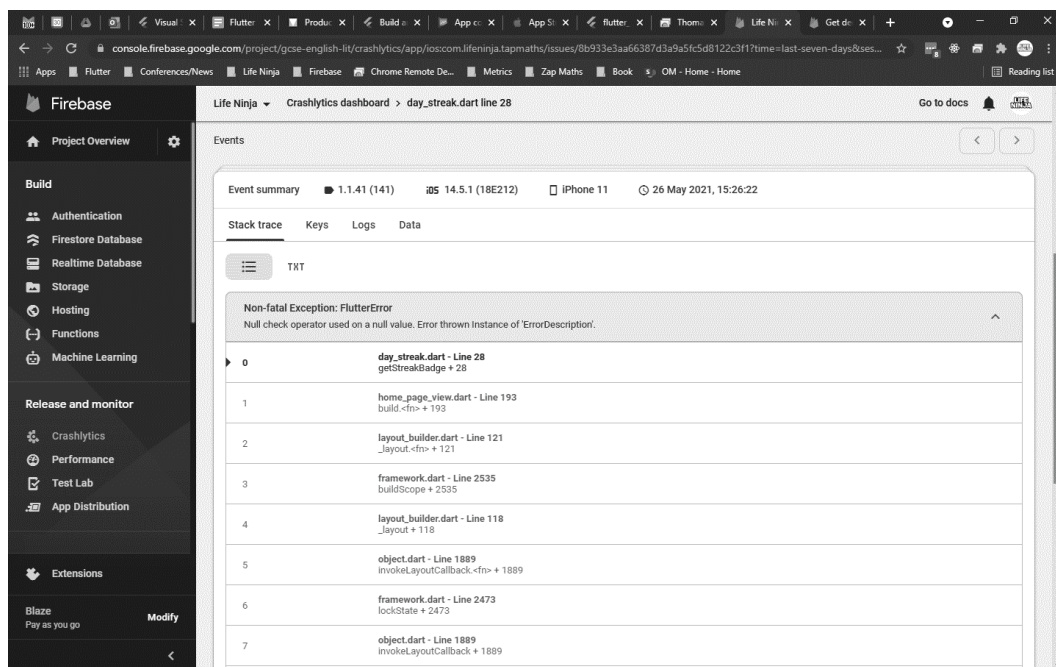 Visual S
Flutter
Produc
Build a
App co
App St
flutter_
Thoma
Life Nin
Get de
console.firebase.google.com/project/gcse-english-lit/crashlytics/app/ios:com.lifeninja.tapmaths/issues/8b933e3aa66387d3a9a5fc5d8122c3f1?time=last-seven-days&ses...
Apps
Flutter
Conferences/News
Life Ninja
Firebase
Chrome Remote De...
Metrics
Zap Maths
Book
OM - Home - Home
Reading list
Firebase
Life Ninja
Crashlytics dashboard > day_streak.dart line 28
Go to docs
Project Overview
Events
Build
Authentication
Firestore Database
Realtime Database
Storage
Hosting
Functions
Machine Learning
Release and monitor
Crashlytics
Performance
Test Lab
App Distribution
Extensions
Blaze
Pay as you go
Modify
Event summary
1.1.41 (141)
iOS 14.5.1 (18E212)
iPhone 11
26 May 2021, 15:26:22
Stack trace
Keys
Logs
Data
TXT
Non-fatal Exception: FlutterError
Null check operator used on a null value. Error thrown Instance of 'ErrorDescription'.
0
day_streak.dart - Line 28
getStreakBadge + 28
1
home_page_view.dart - Line 193
build.<fn> + 193
2
layout_builder.dart - Line 121
_layout.<fn> + 121
3
framework.dart - Line 2535
buildScope + 2535
4
layout_builder.dart - Line 118
_layout + 118
5
object.dart - Line 1889
invokeLayoutCallback.<fn> + 1889
6
framework.dart - Line 2473
lockState + 2473
7
object.dart - Line 1889
invokeLayoutCallback + 1889